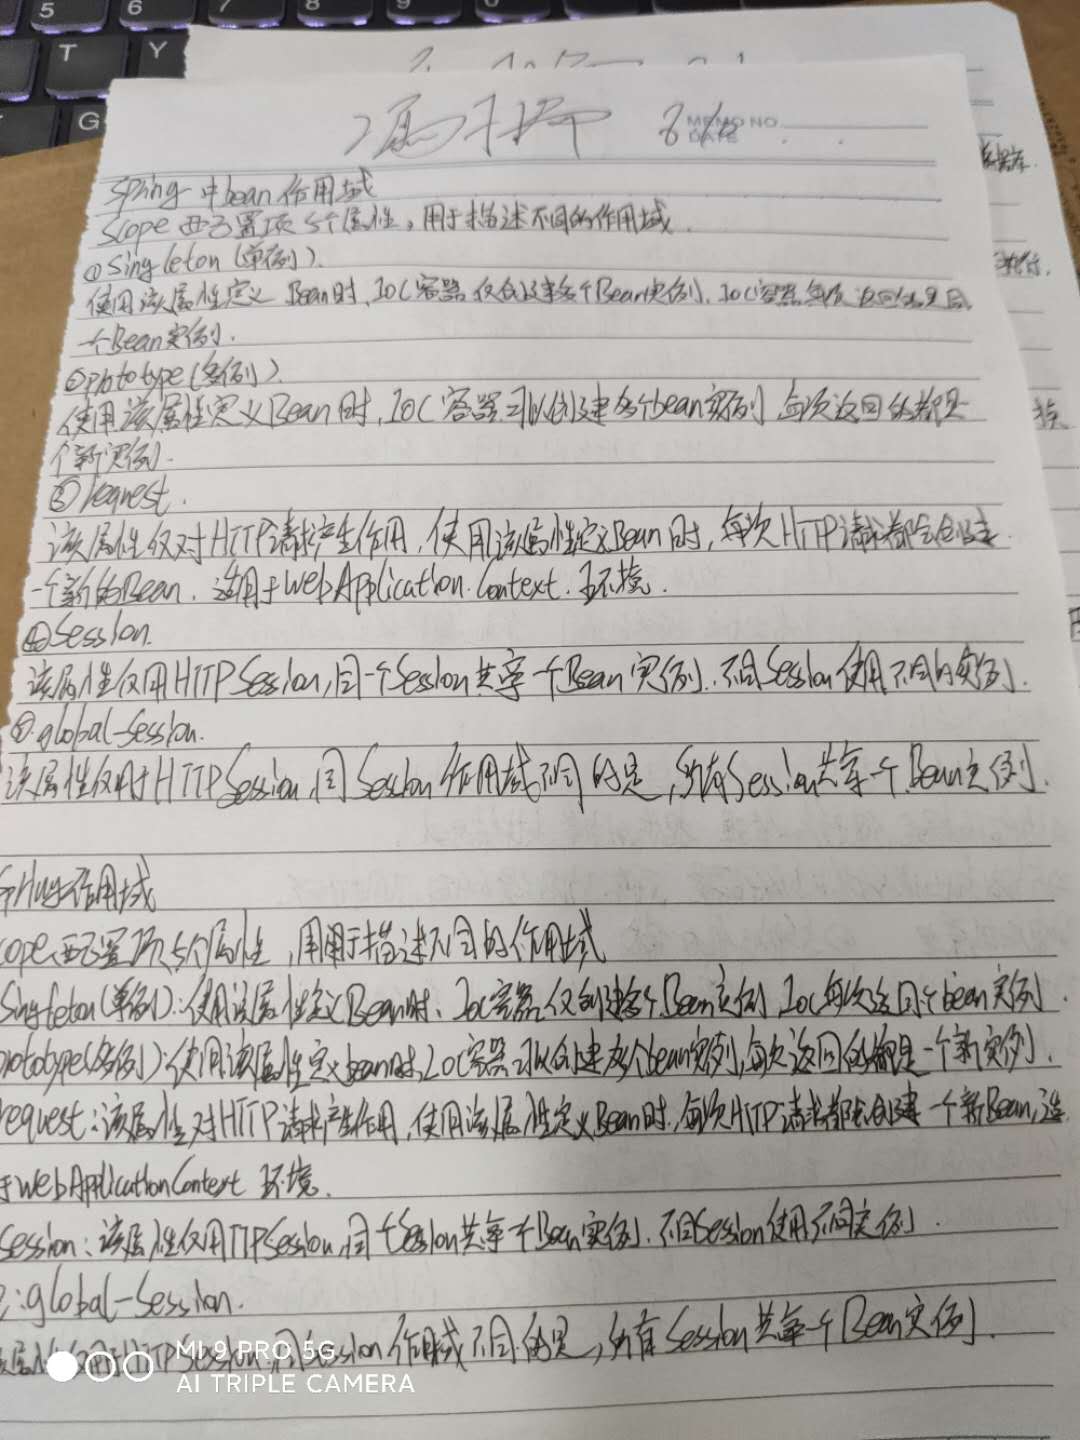 5 6 7 8 9 0
T Y
G
8/16
MEMO NO.
DATE
spring 中bean作用域
Scope 配置项 5个属性,用于描述不同的作用域.
①Singleton (单例).
使用该属性定义 Bean时,IOC容器仅创建一个Bean实例,IOC容器每次返回的是同
一个Bean实例.
②prototype(多例).
使用该属性定义Bean时,IOC容器可以创建多个bean实例 每次返回的都是一
个新实例.
③request.
该属性仅对HTTP请求产生作用,使用该属性定义Bean时,每次HTTP请求都会创建
一个新的Bean. 适用于WebApplication.Context.环境.
④Session.
该属性仅用HTTPSession,同一个Session共享一个Bean实例.不同Session使用不同的实例.
⑤.global-Session.
该属性仅用于HTTPSession,同Session作用域不同的是,所有Session共享一个Bean实例.
作用域
cope配置项5个属性,用于描述不同的作用域
Singleton(单例):使用该属性定义Bean时、IOC容器仅创建 个Bean实例 IOC每次返回个bean实例.
prototype(多例):使用该属性定义bean时,IOC容器可以创建多个bean实例,每次返回的都是一个新实例.
request:该属性对HTTP请求产生作用,使用该属性定义Bean时,每次HTTP请求都会创建一个新Bean,适
于WebApplicationContext 环境.
Session:该属性仅用TTPSession,同一个Session共享一个Bean实例.不同Session使用不同实例.
:global-Session.
HTTPSession,同Session作用域不同的是,所有Session共享一个Bean实例.
MI 9 PRO 5G
AI TRIPLE CAMERA